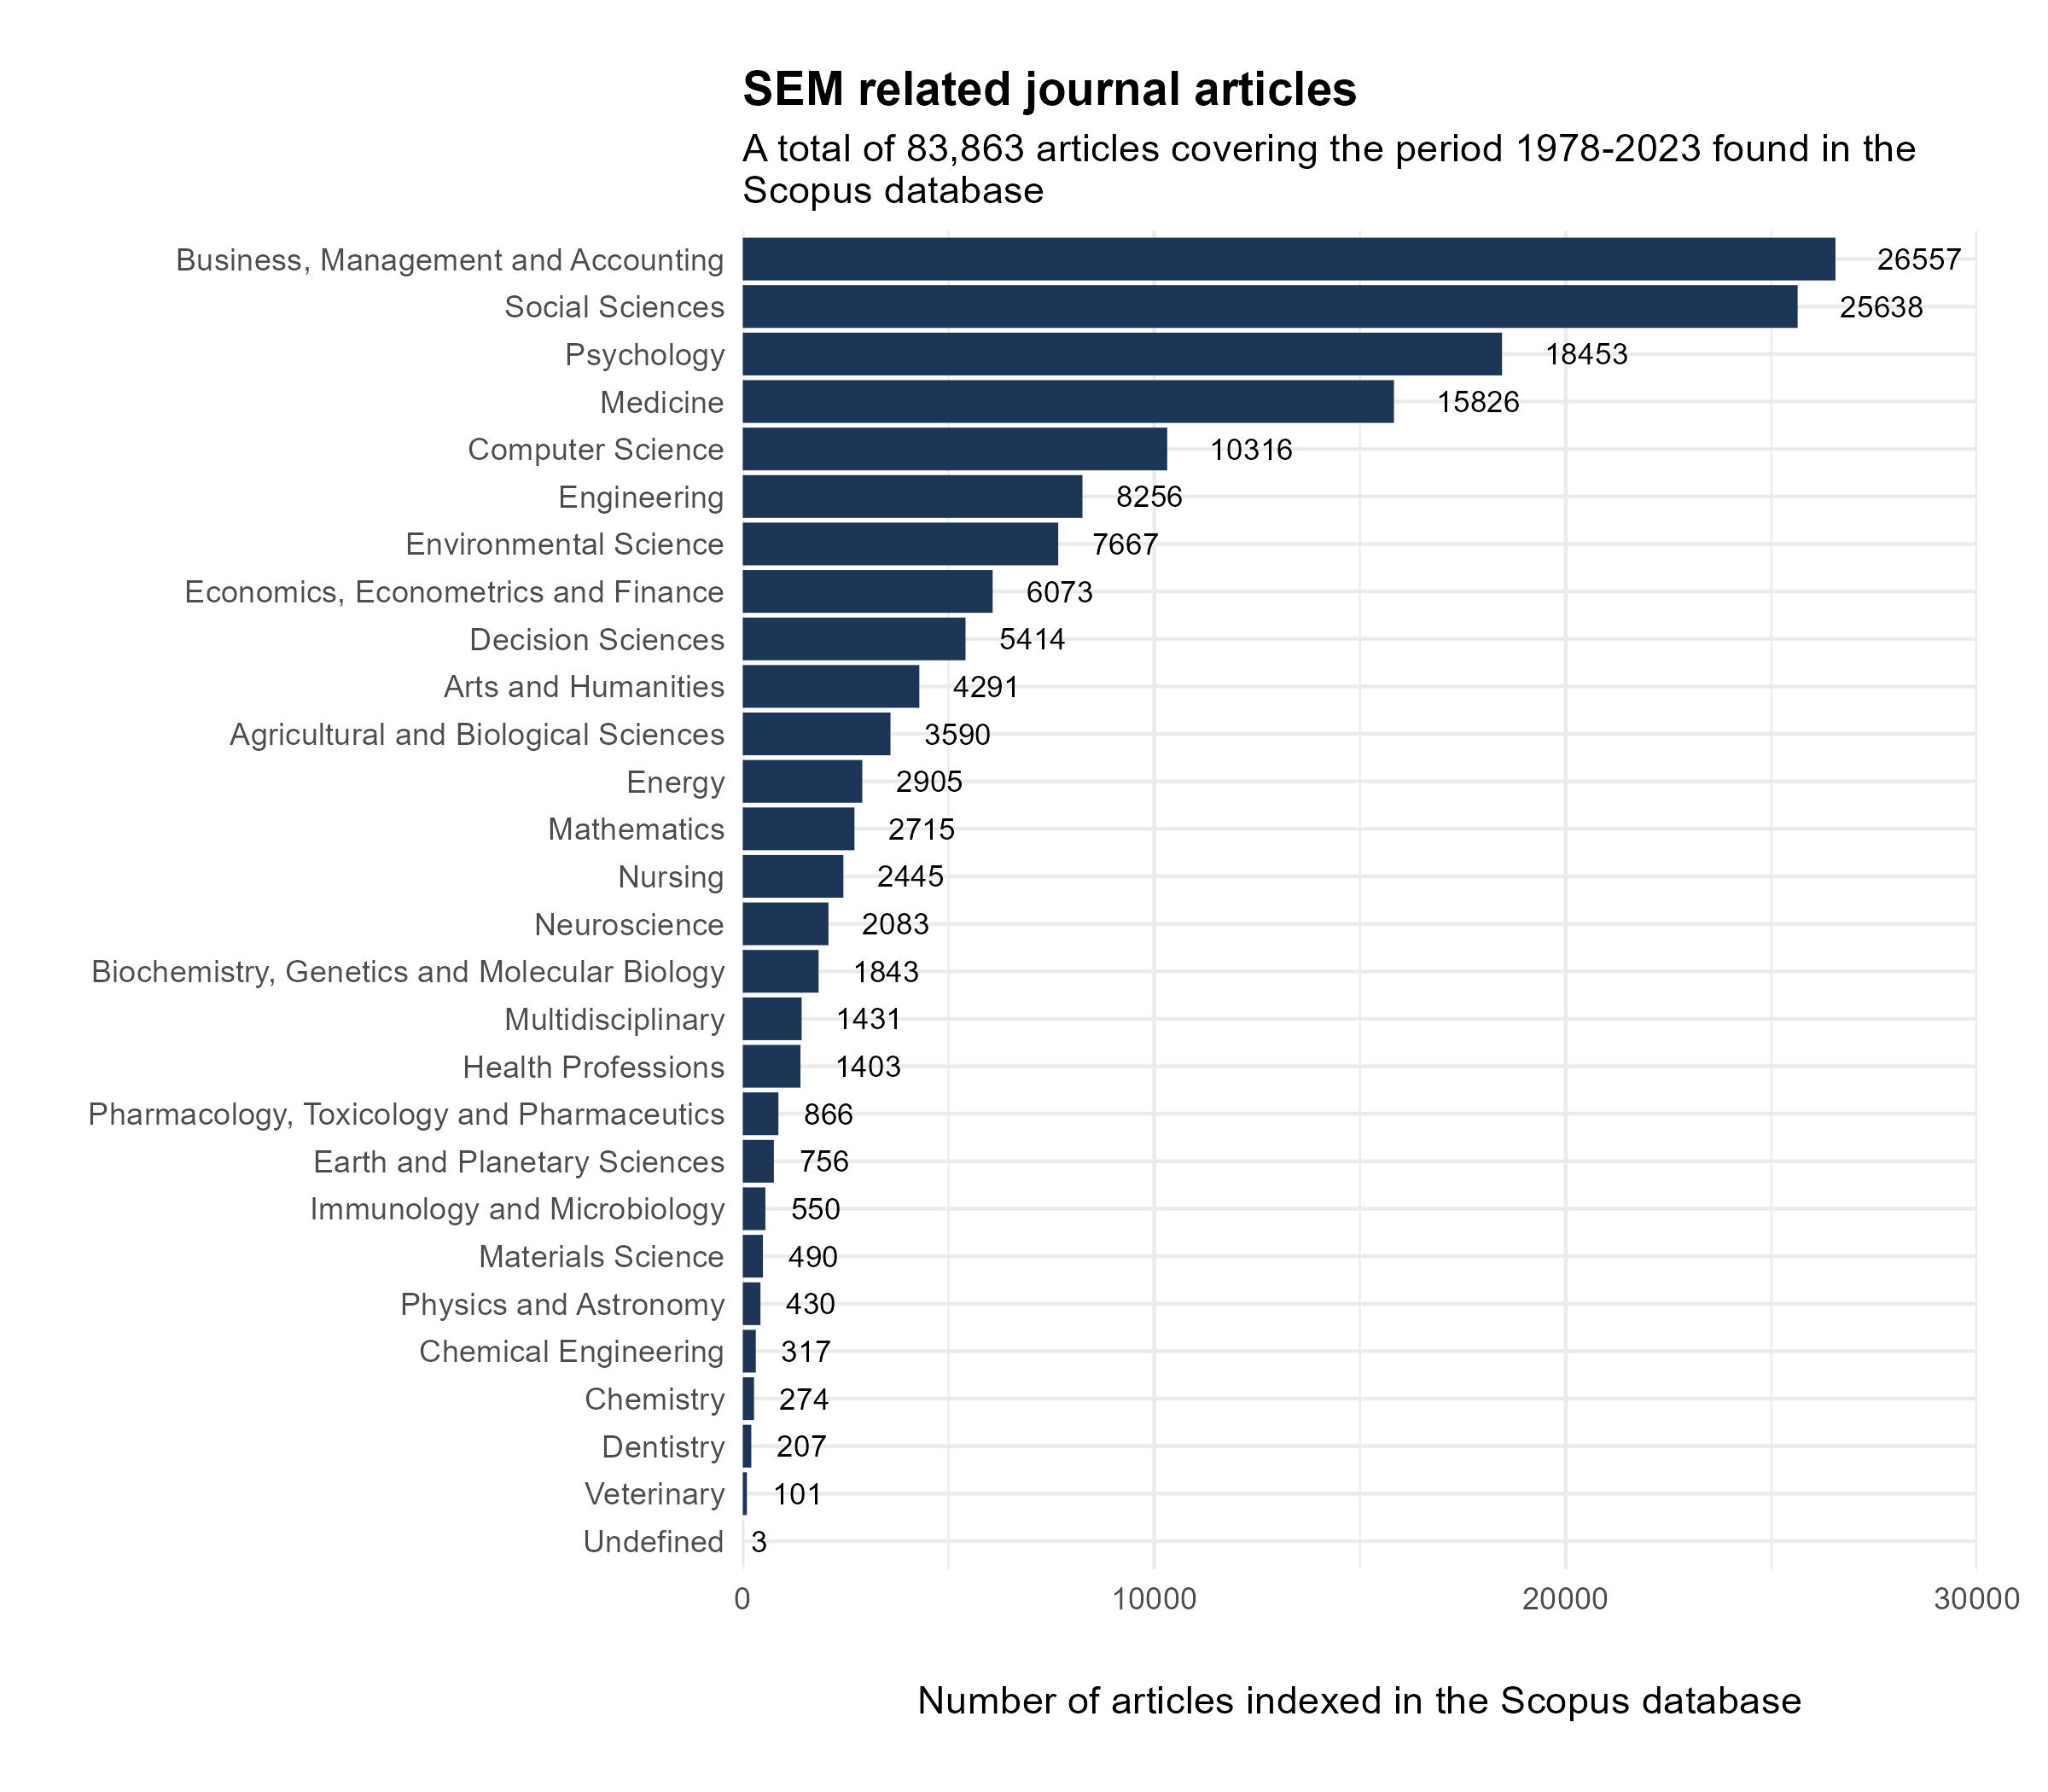 SEM related journal articles
A total of 83,863 articles covering the period 1978-2023 found in the
Scopus database
Business, Management and Accounting 26557
Social Sciences 25638
Psychology 18453
Medicine 15826
Computer Science 10316
Engineering 8256
Environmental Science 7667
Economics, Econometrics and Finance 6073
Decision Sciences 5414
Arts and Humanities 4291
Agricultural and Biological Sciences 3590
Energy 2905
Mathematics 2715
Nursing 2445
Neuroscience 2083
Biochemistry, Genetics and Molecular Biology 1843
Multidisciplinary 1431
Health Professions 1403
Pharmacology, Toxicology and Pharmaceutics 866
Earth and Planetary Sciences 756
Immunology and Microbiology 550
Materials Science 490
Physics and Astronomy 430
Chemical Engineering 317
Chemistry 274
Dentistry 207
Veterinary 101
Undefined 3
0 10000 20000 30000
Number of articles indexed in the Scopus database